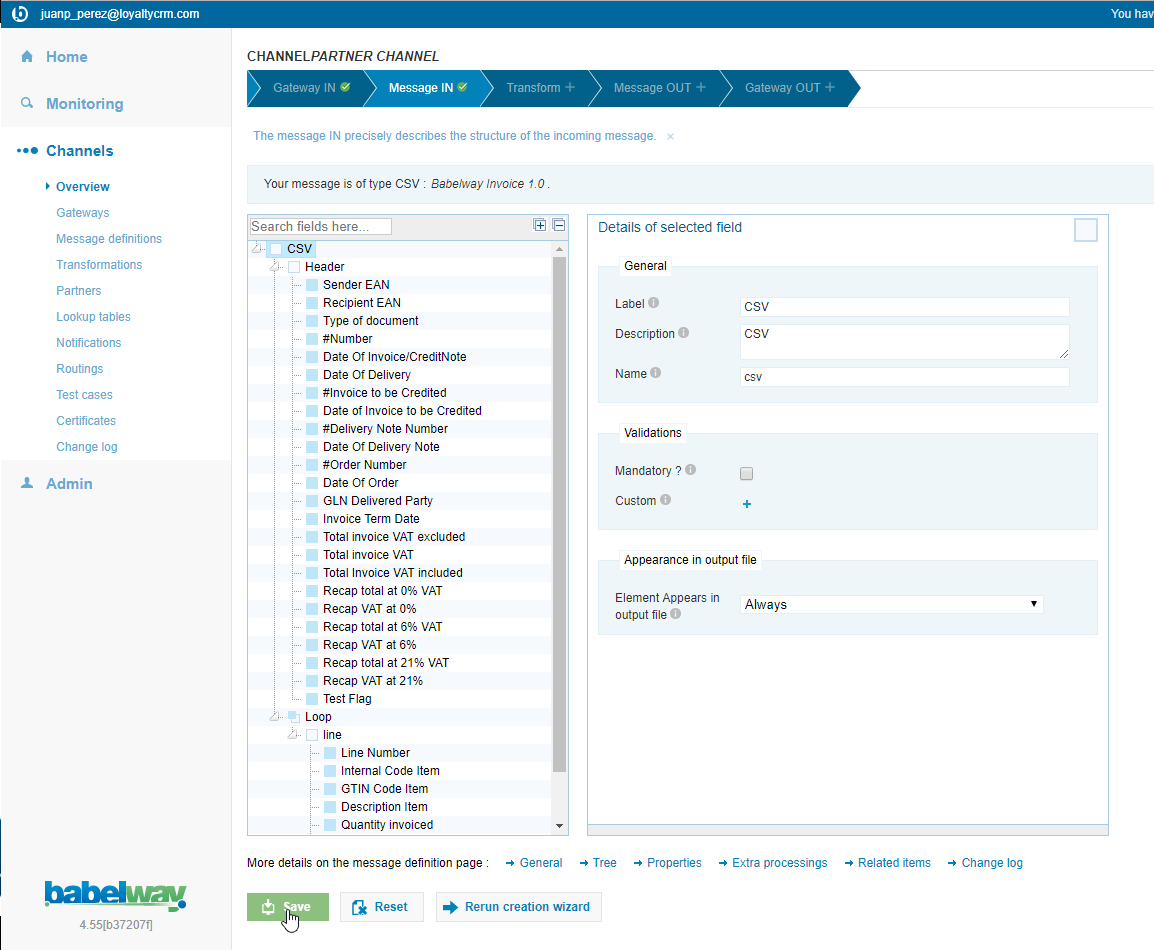 juanp_perez@loyaltycrm.com
You hav
Home
Monitoring
Channels
Overview
Gateways
Message definitions
Transformations
Partners
Lookup tables
Notifications
Routings
Test cases
Certificates
Change log
Admin
babelway
4.55[b37207f]
CHANNELPARTNER CHANNEL
Gateway IN
Message IN
Transform +
Message OUT +
Gateway OUT +
The message IN precisely describes the structure of the incoming message. ×
Your message is of type CSV : Babelway Invoice 1.0 .
Search fields here...
CSV
Header
Sender EAN
Recipient EAN
Type of document
#Number
Date Of Invoice/CreditNote
Date Of Delivery
#Invoice to be Credited
Date of Invoice to be Credited
#Delivery Note Number
Date Of Delivery Note
#Order Number
Date Of Order
GLN Delivered Party
Invoice Term Date
Total invoice VAT excluded
Total invoice VAT
Total Invoice VAT included
Recap total at 0% VAT
Recap VAT at 0%
Recap total at 6% VAT
Recap VAT at 6%
Recap total at 21% VAT
Recap VAT at 21%
Test Flag
Loop
line
Line Number
Internal Code Item
GTIN Code Item
Description Item
Quantity invoiced
Details of selected field
General
Label CSV
Description CSV
Name csv
Validations
Mandatory ?
Custom +
Appearance in output file
Element Appears in
output file Always
More details on the message definition page : General Tree Properties Extra processings Related items Change log
Save Reset Rerun creation wizard